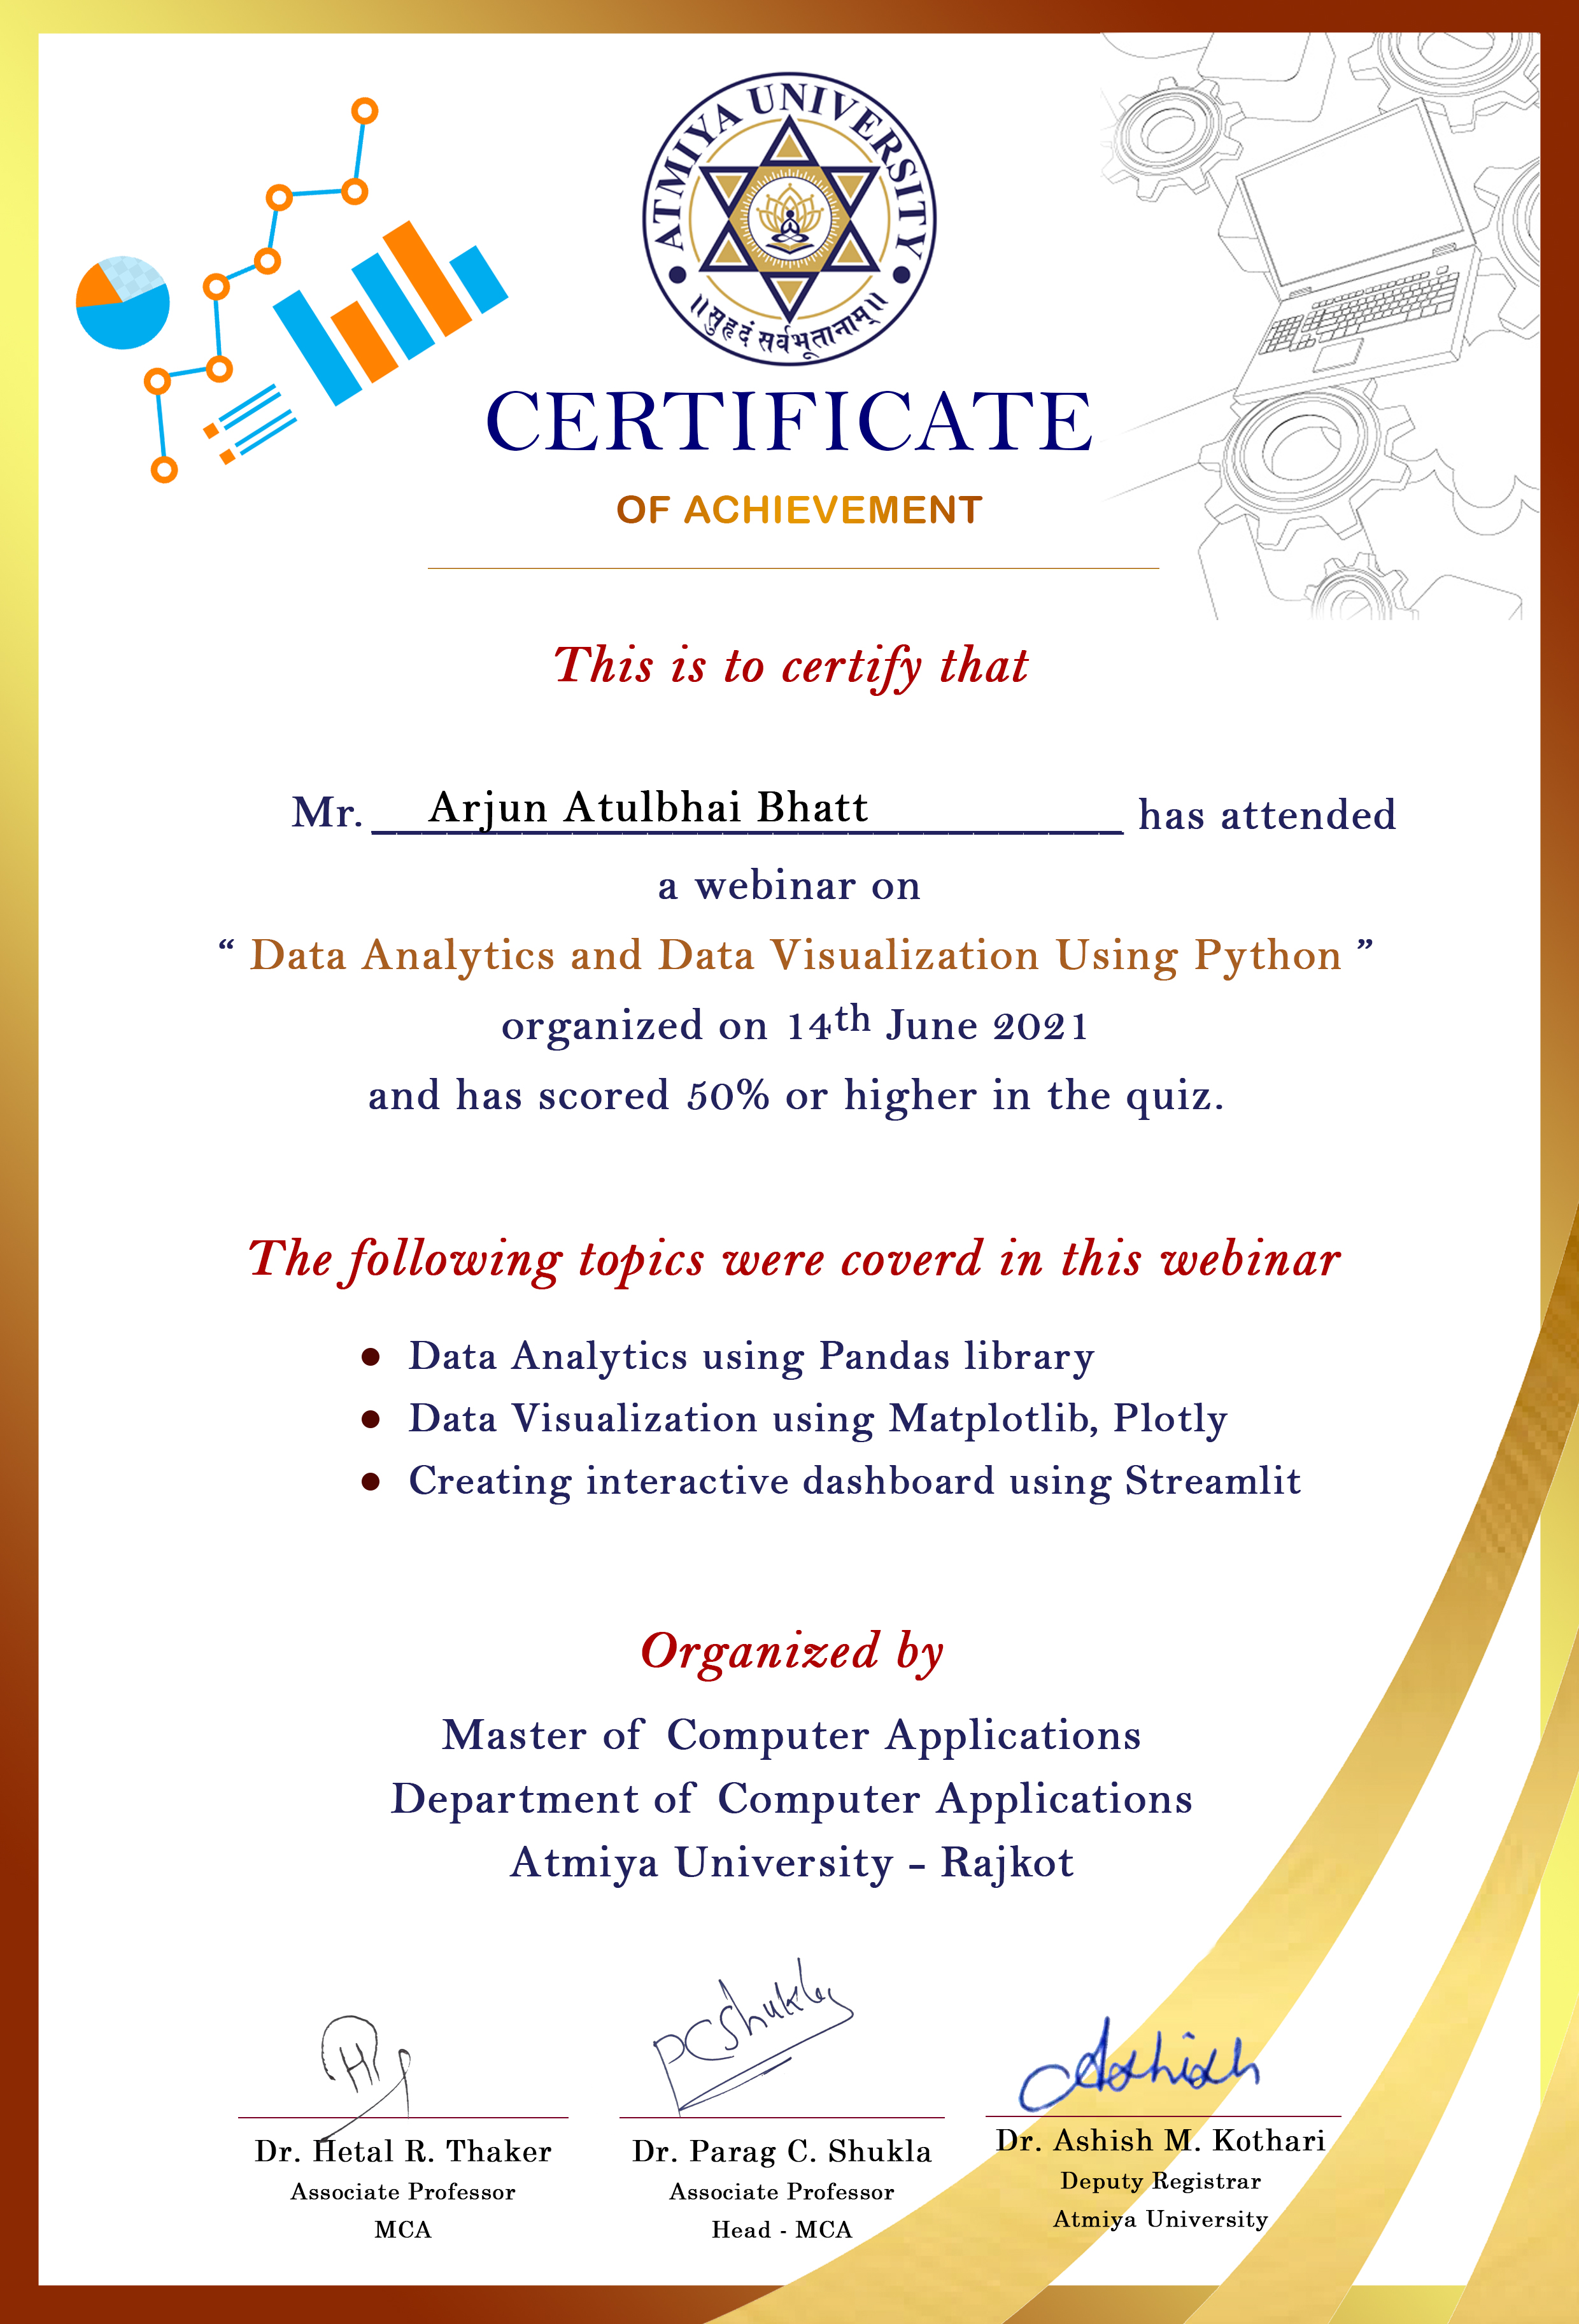 ATMIYA UNIVERSITY
॥सुहृदं सर्वभूतानाम्॥
CERTIFICATE
OF ACHIEVEMENT
This is to certify that
Mr. Arjun Atulbhai Bhatt has attended
a webinar on
“ Data Analytics and Data Visualization Using Python ”
organized on 14th June 2021
and has scored 50% or higher in the quiz.
The following topics were coverd in this webinar
● Data Analytics using Pandas library
● Data Visualization using Matplotlib, Plotly
● Creating interactive dashboard using Streamlit
Organized by
Master of Computer Applications
Department of Computer Applications
Atmiya University - Rajkot
PCShukla
Ashish
Dr. Hetal R. Thaker
Associate Professor
MCA
Dr. Parag C. Shukla
Associate Professor
Head - MCA
Dr. Ashish M. Kothari
Deputy Registrar
Atmiya University